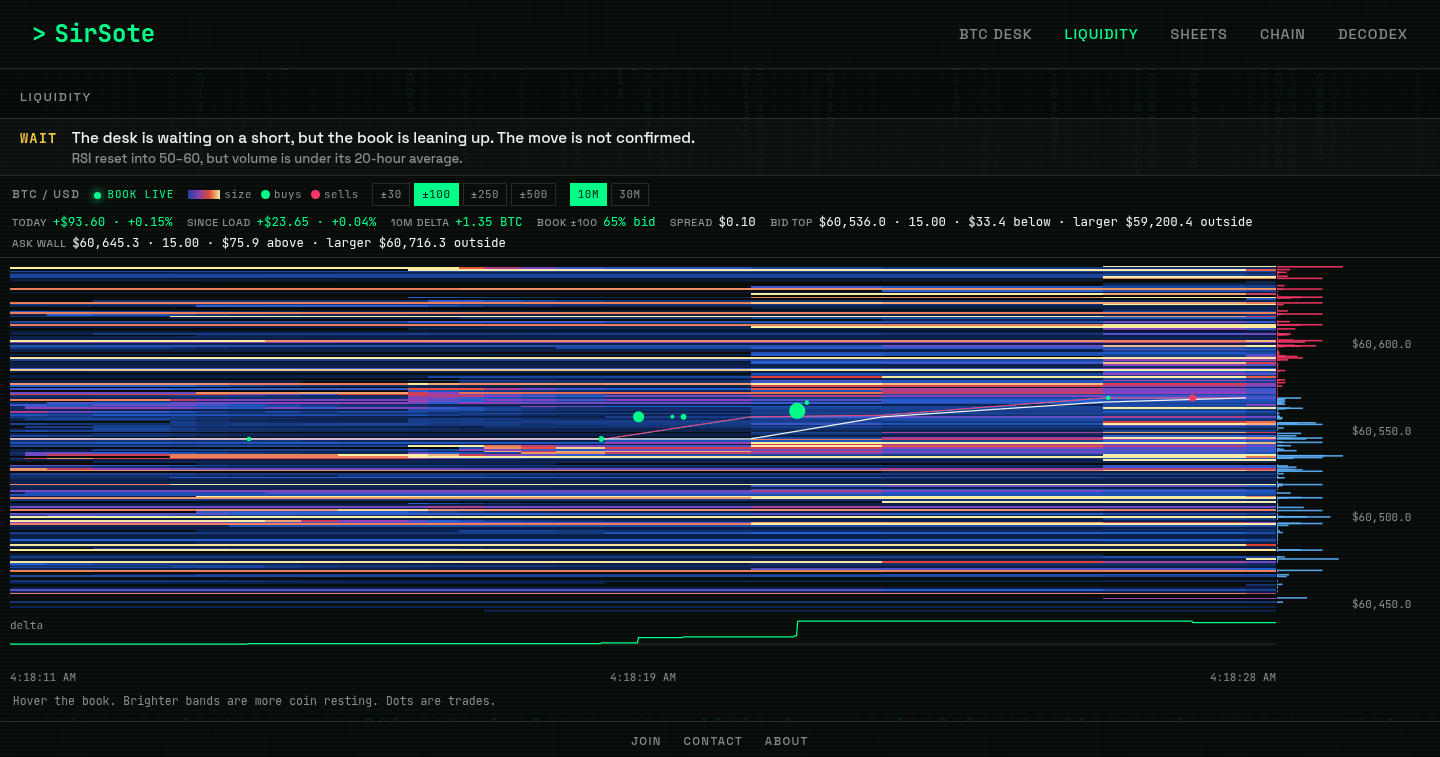 > SirSote
BTC DESK LIQUIDITY SHEETS CHAIN DECODEX
LIQUIDITY
WAIT The desk is waiting on a short, but the book is leaning up. The move is not confirmed.
RSI reset into 50–60, but volume is under its 20-hour average.
BTC / USD BOOK LIVE size buys sells ±30 ±100 ±250 ±500 10M 30M
TODAY +$93.60 · +0.15% SINCE LOAD +$23.65 · +0.04% 10M DELTA +1.35 BTC BOOK ±100 65% bid SPREAD $0.10 BID TOP $60,536.0 · 15.00 · $33.4 below · larger $59,200.4 outside
ASK WALL $60,645.3 · 15.00 · $75.9 above · larger $60,716.3 outside
$60,600.0
$60,550.0
$60,500.0
$60,450.0
delta
4:18:11 AM 4:18:19 AM 4:18:28 AM
Hover the book. Brighter bands are more coin resting. Dots are trades.
JOIN CONTACT ABOUT